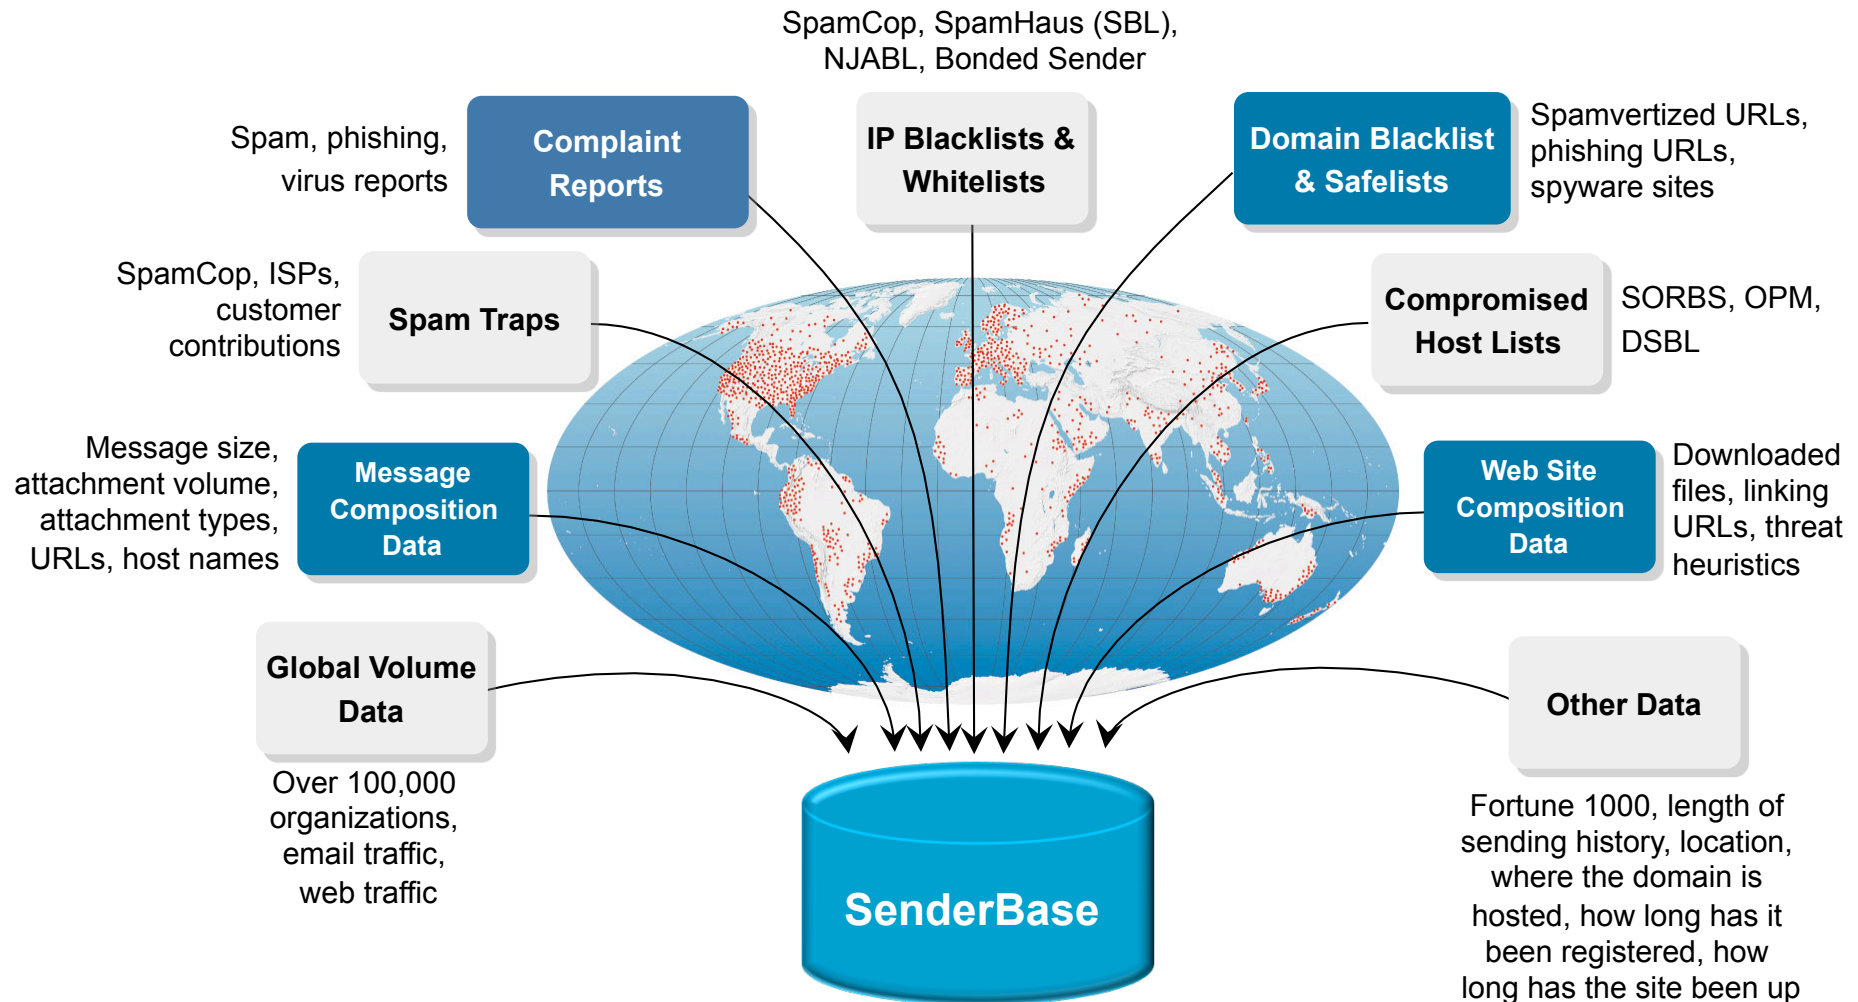 SpamCop, SpamHaus (SBL),
NJABL, Bonded Sender
Spam, phishing,
virus reports
Complaint
Reports
IP Blacklists &
Whitelists
Domain Blacklist
& Safelists
Spamvertized URLs,
phishing URLs,
spyware sites
SpamCop, ISPs,
customer
contributions
Spam Traps
Compromised
Host Lists
SORBS, OPM,
DSBL
Message size,
attachment volume,
attachment types,
URLs, host names
Message
Composition
Data
Web Site
Composition
Data
Downloaded
files, linking
URLs, threat
heuristics
Global Volume
Data
Over 100,000
organizations,
email traffic,
web traffic
Other Data
Fortune 1000, length of
sending history, location,
where the domain is
hosted, how long has it
been registered, how
long has the site been up
SenderBase